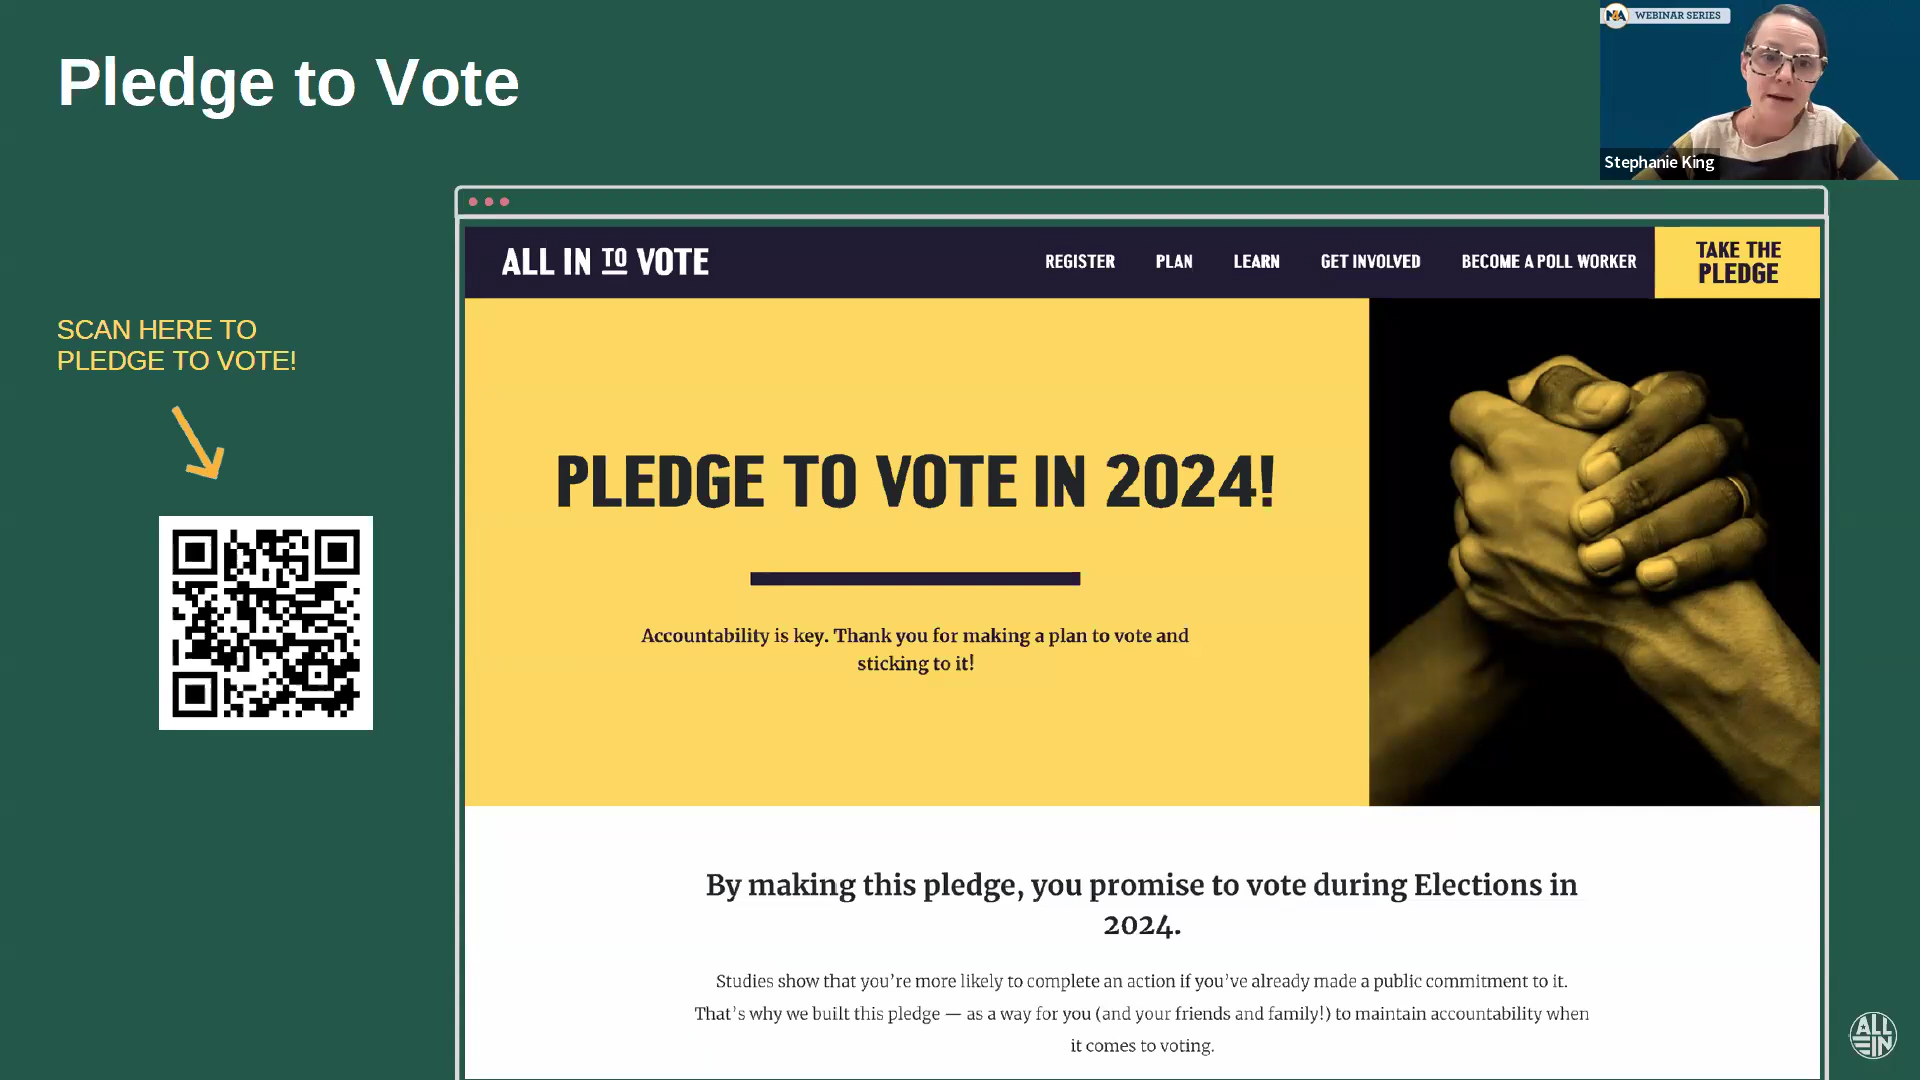 Pledge to Vote
WEBINAR SERIES
Stephanie King
SCAN HERE TO
PLEDGE TO VOTE!
ALL IN TO VOTE
REGISTER PLAN LEARN GET INVOLVED BECOME A POLL WORKER
TAKE THE
PLEDGE
PLEDGE TO VOTE IN 2024!
Accountability is key. Thank you for making a plan to vote and
sticking to it!
By making this pledge, you promise to vote during Elections in
2024.
Studies show that you’re more likely to complete an action if you’ve already made a public commitment to it.
That’s why we built this pledge — as a way for you (and your friends and family!) to maintain accountability when
it comes to voting.
ALL
IN